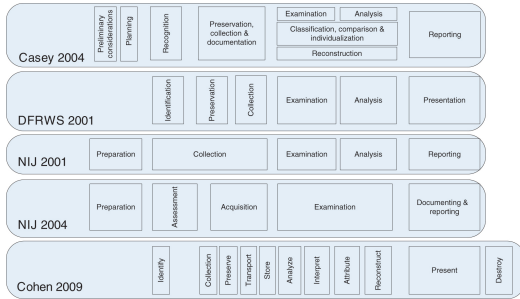 Casey 2004
Preliminary
considerations
Planning
Recognition
Preservation,
collection &
documentation
Examination
Analysis
Classification, comparison &
individualization
Reconstruction
Reporting
DFRWS 2001
Identification
Preservation
Collection
Examination
Analysis
Presentation
NIJ 2001
Preparation
Collection
Examination
Analysis
Reporting
NIJ 2004
Preparation
Assessment
Acquisition
Examination
Documenting &
reporting
Cohen 2009
Identify
Collection
Preserve
Transport
Store
Analyze
Interpret
Attribute
Reconstruct
Present
Destroy